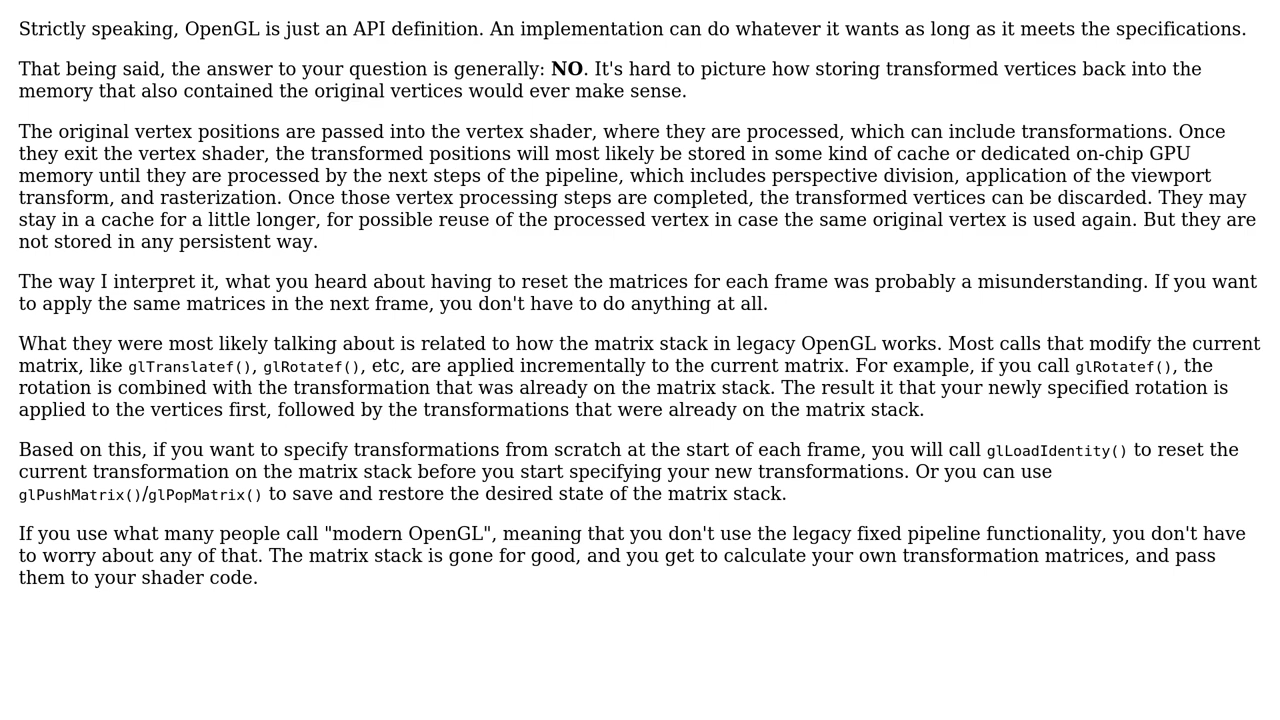 Strictly speaking, OpenGL is just an API definition. An implementation can do whatever it wants as long as it meets the specifications.
That being said, the answer to your question is generally: NO. It's hard to picture how storing transformed vertices back into the
memory that also contained the original vertices would ever make sense.
The original vertex positions are passed into the vertex shader, where they are processed, which can include transformations. Once
they exit the vertex shader, the transformed positions will most likely be stored in some kind of cache or dedicated on-chip GPU
memory until they are processed by the next steps of the pipeline, which includes perspective division, application of the viewport
transform, and rasterization. Once those vertex processing steps are completed, the transformed vertices can be discarded. They may
stay in a cache for a little longer, for possible reuse of the processed vertex in case the same original vertex is used again. But they are
not stored in any persistent way.
The way I interpret it, what you heard about having to reset the matrices for each frame was probably a misunderstanding. If you want
to apply the same matrices in the next frame, you don't have to do anything at all.
What they were most likely talking about is related to how the matrix stack in legacy OpenGL works. Most calls that modify the current
matrix, like glTranslatef(), glRotatef(), etc, are applied incrementally to the current matrix. For example, if you call glRotatef(), the
rotation is combined with the transformation that was already on the matrix stack. The result it that your newly specified rotation is
applied to the vertices first, followed by the transformations that were already on the matrix stack.
Based on this, if you want to specify transformations from scratch at the start of each frame, you will call glLoadIdentity() to reset the
current transformation on the matrix stack before you start specifying your new transformations. Or you can use
glPushMatrix()/glPopMatrix() to save and restore the desired state of the matrix stack.
If you use what many people call "modern OpenGL", meaning that you don't use the legacy fixed pipeline functionality, you don't have
to worry about any of that. The matrix stack is gone for good, and you get to calculate your own transformation matrices, and pass
them to your shader code.